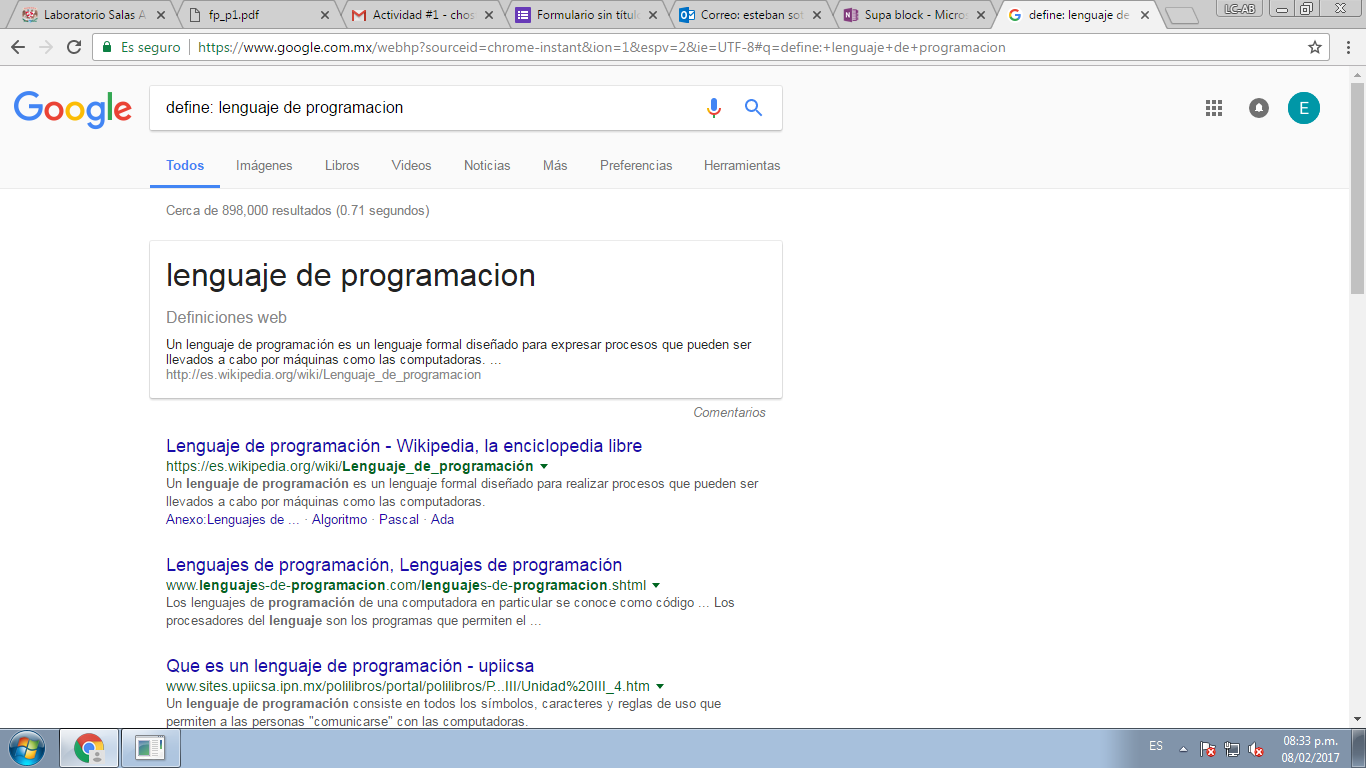 Laboratorio Salas A
fp_p1.pdf
Actividad #1 - chos
Formulario sin títul
Correo: esteban sot
Supa block - Micros
define: lenguaje de
LC-AB
Es seguro
https://www.google.com.mx/webhp?sourceid=chrome-instant&ion=1&espv=2&ie=UTF-8#q=define:+lenguaje+de+programacion
Google
define: lenguaje de programacion
E
Todos
Imágenes
Libros
Videos
Noticias
Más
Preferencias
Herramientas
Cerca de 898,000 resultados (0.71 segundos)
lenguaje de programacion
Definiciones web
Un lenguaje de programación es un lenguaje formal diseñado para expresar procesos que pueden ser
llevados a cabo por máquinas como las computadoras. ...
http://es.wikipedia.org/wiki/Lenguaje_de_programacion
Comentarios
Lenguaje de programación - Wikipedia, la enciclopedia libre
https://es.wikipedia.org/wiki/Lenguaje_de_programación
Un lenguaje de programación es un lenguaje formal diseñado para realizar procesos que pueden ser
llevados a cabo por máquinas como las computadoras.
Anexo:Lenguajes de ... · Algoritmo · Pascal · Ada
Lenguajes de programación, Lenguajes de programación
www.lenguajes-de-programacion.com/lenguajes-de-programacion.shtml
Los lenguajes de programación de una computadora en particular se conoce como código ... Los
procesadores del lenguaje son los programas que permiten el ...
Que es un lenguaje de programación - upiicsa
www.sites.upiicsa.ipn.mx/polilibros/portal/polilibros/P...III/Unidad%20III_4.htm
Un lenguaje de programación consiste en todos los símbolos, caracteres y reglas de uso que
permiten a las personas "comunicarse" con las computadoras.
ES
08:33 p.m.
08/02/2017